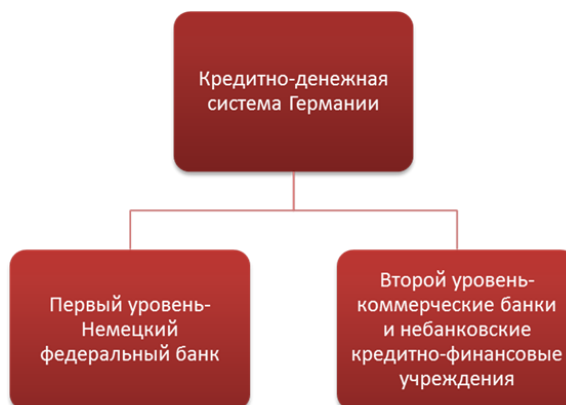 Кредитно-денежная
система Германии
Первый уровень-
Немецкий
федеральный банк
Второй уровень-
коммерческие банки
и небанковские
кредитно-финансовые
учреждения